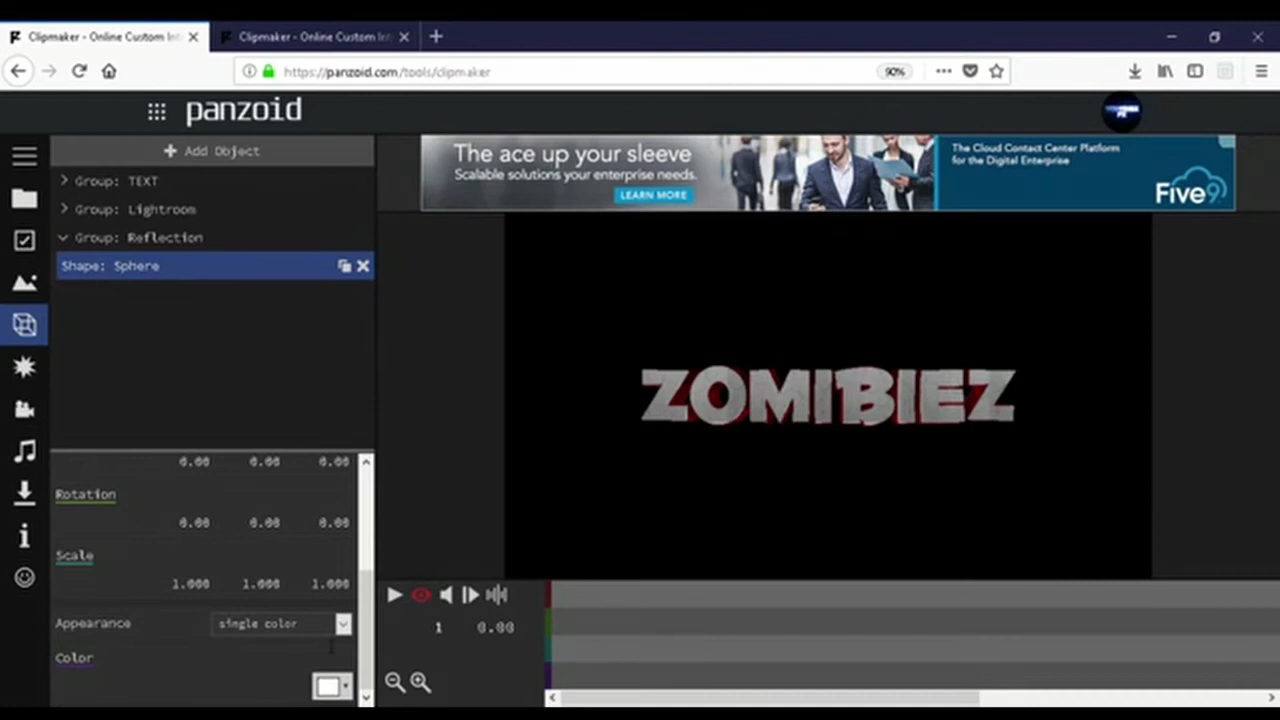 Clipmaker - Online Custom Int
Clipmaker - Online Custom Int
https://panzoid.com/tools/clipmaker
90%
panzoid
Add Object
Group: TEXT
Group: Lightroom
Group: Reflection
Shape: Sphere
The ace up your sleeve
Scalable solutions your enterprise needs.
LEARN MORE
The Cloud Contact Center Platform
for the Digital Enterprise
Five9
ZOMIBIEZ
0.00 0.00 0.00
Rotation
0.00 0.00 0.00
Scale
1.000 1.000 1.000
Appearance single color
Color
1 0.00